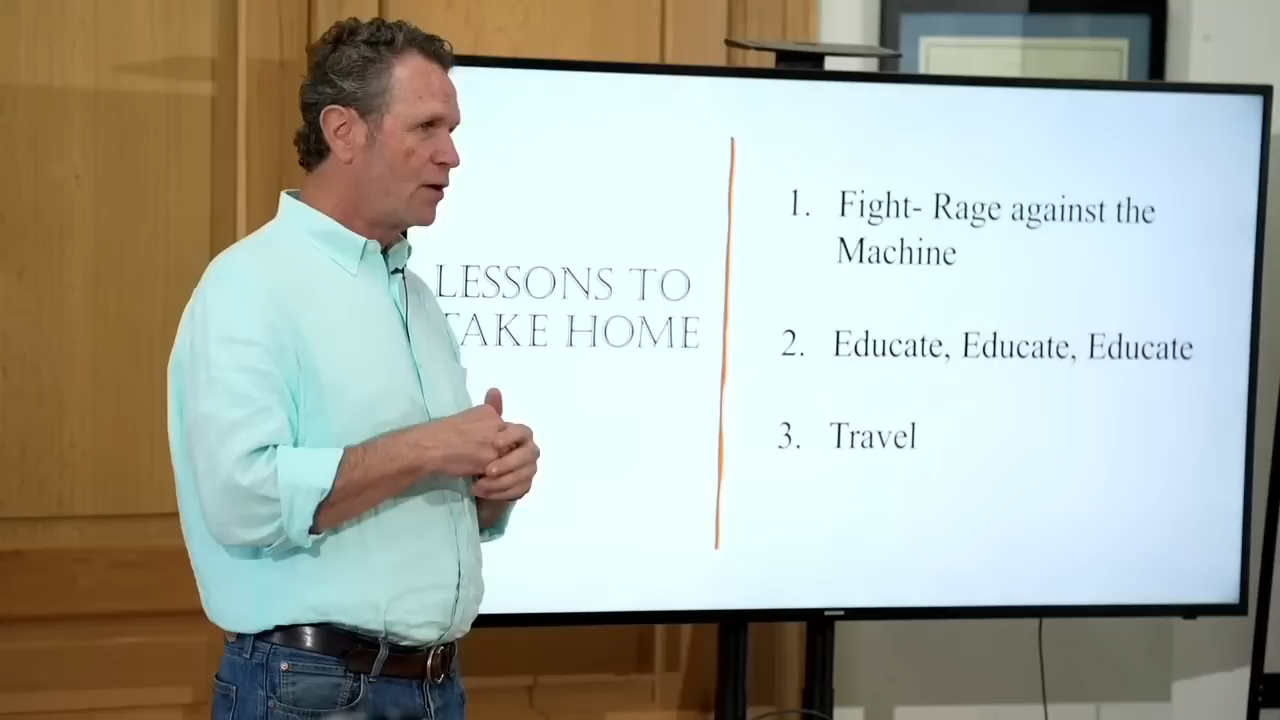 LESSONS TO
TAKE HOME
1. Fight- Rage against the
Machine
2. Educate, Educate, Educate
3. Travel